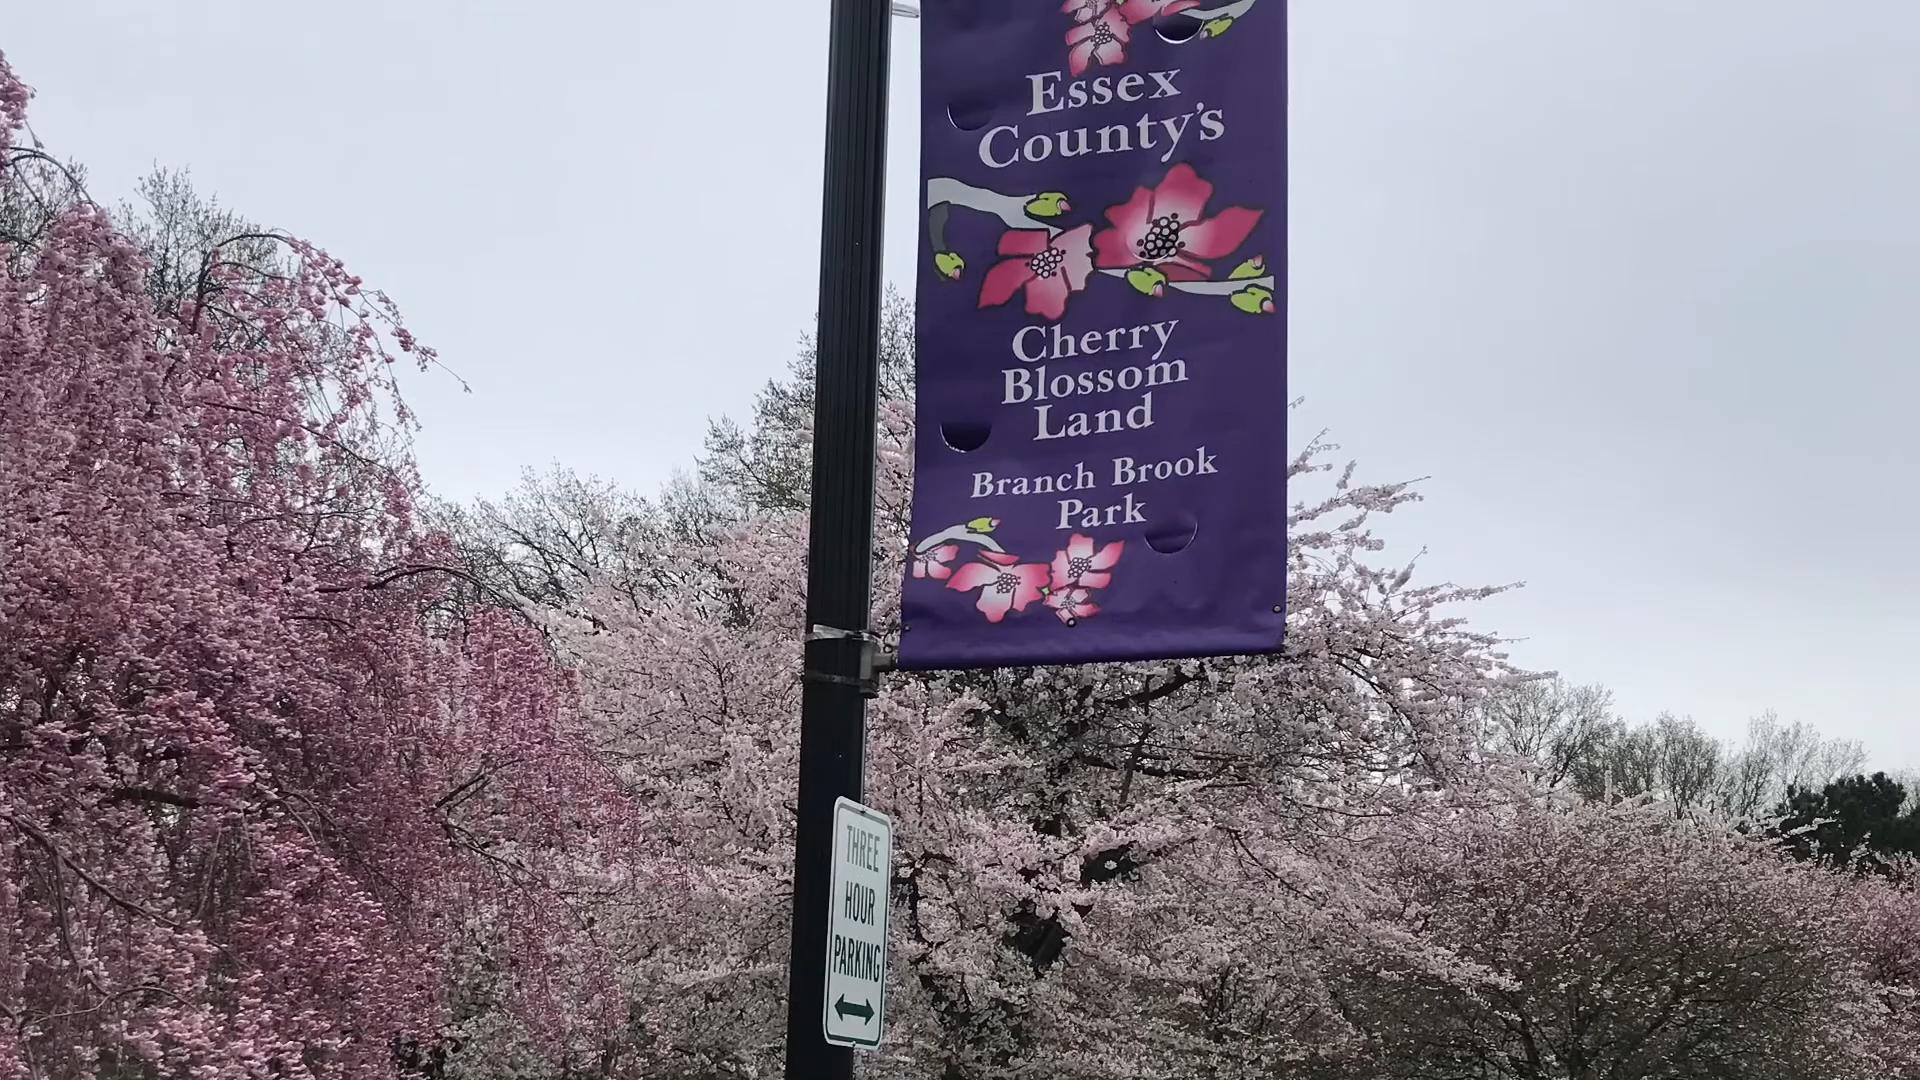 Essex
County's
Cherry
Blossom
Land
Branch Brook
Park
THREE
HOUR
PARKING